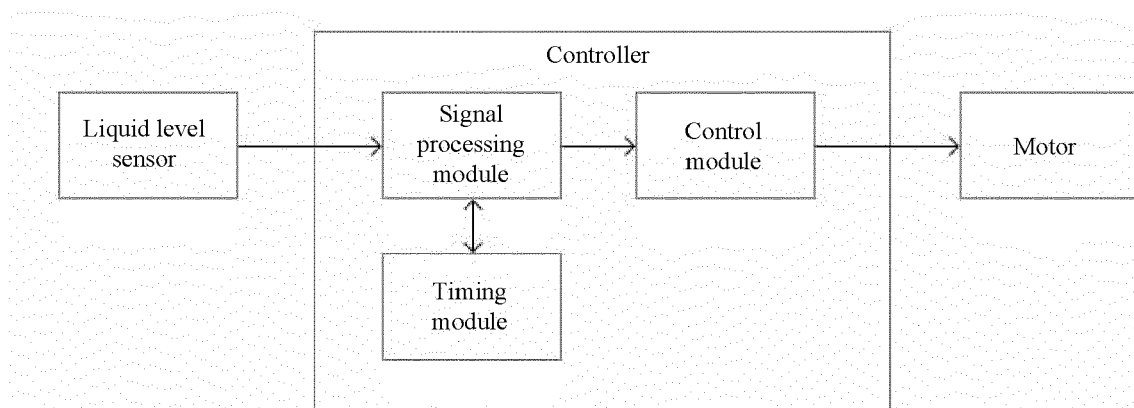 Controller
Liquid level
sensor
Signal
processing
module
Control
module
Motor
Timing
module